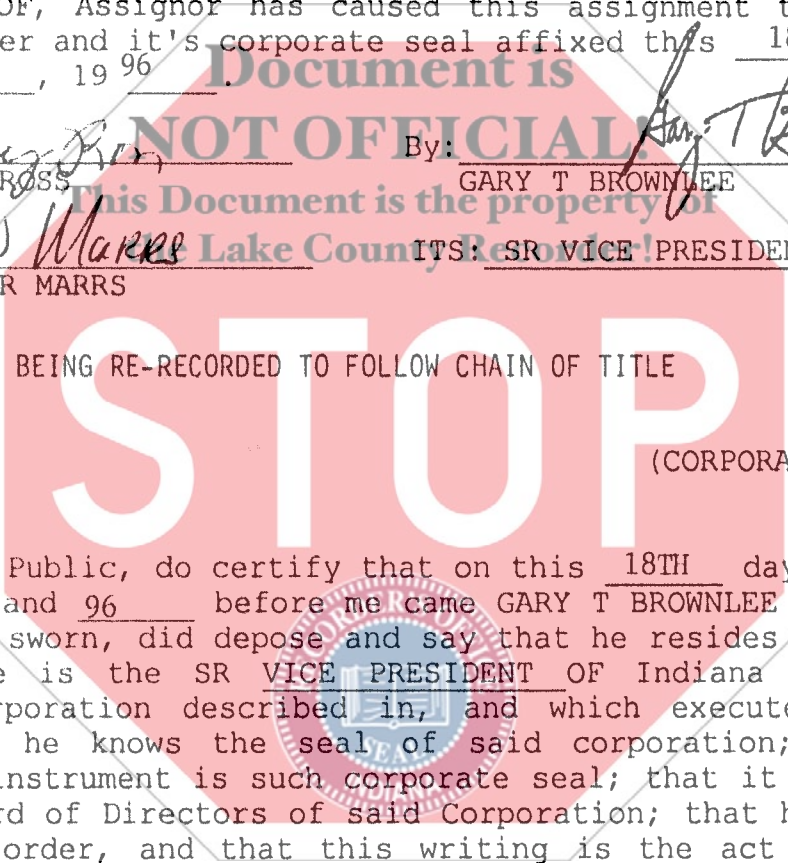 OF, Assignor has caused this assignment t
er and it's corporate seal affixed this 18
, 19 96 .
Document is
NOT OFFICIAL!
By:
ROSS
GARY T BROWNLEE
This Document is the property of
Marrs
the Lake County Recorder!
ITS: SR VICE PRESIDEN
R MARRS
STOP
BEING RE-RECORDED TO FOLLOW CHAIN OF TITLE
(CORPORA
Public, do certify that on this 18TH day
and 96 before me came GARY T BROWNLEE
sworn, did depose and say that he resides
e is the SR VICE PRESIDENT OF Indiana
rporation described in, and which execute
he knows the seal of said corporation;
instrument is such corporate seal; that it
rd of Directors of said Corporation; that h
order, and that this writing is the act
SEAL
INDIANA